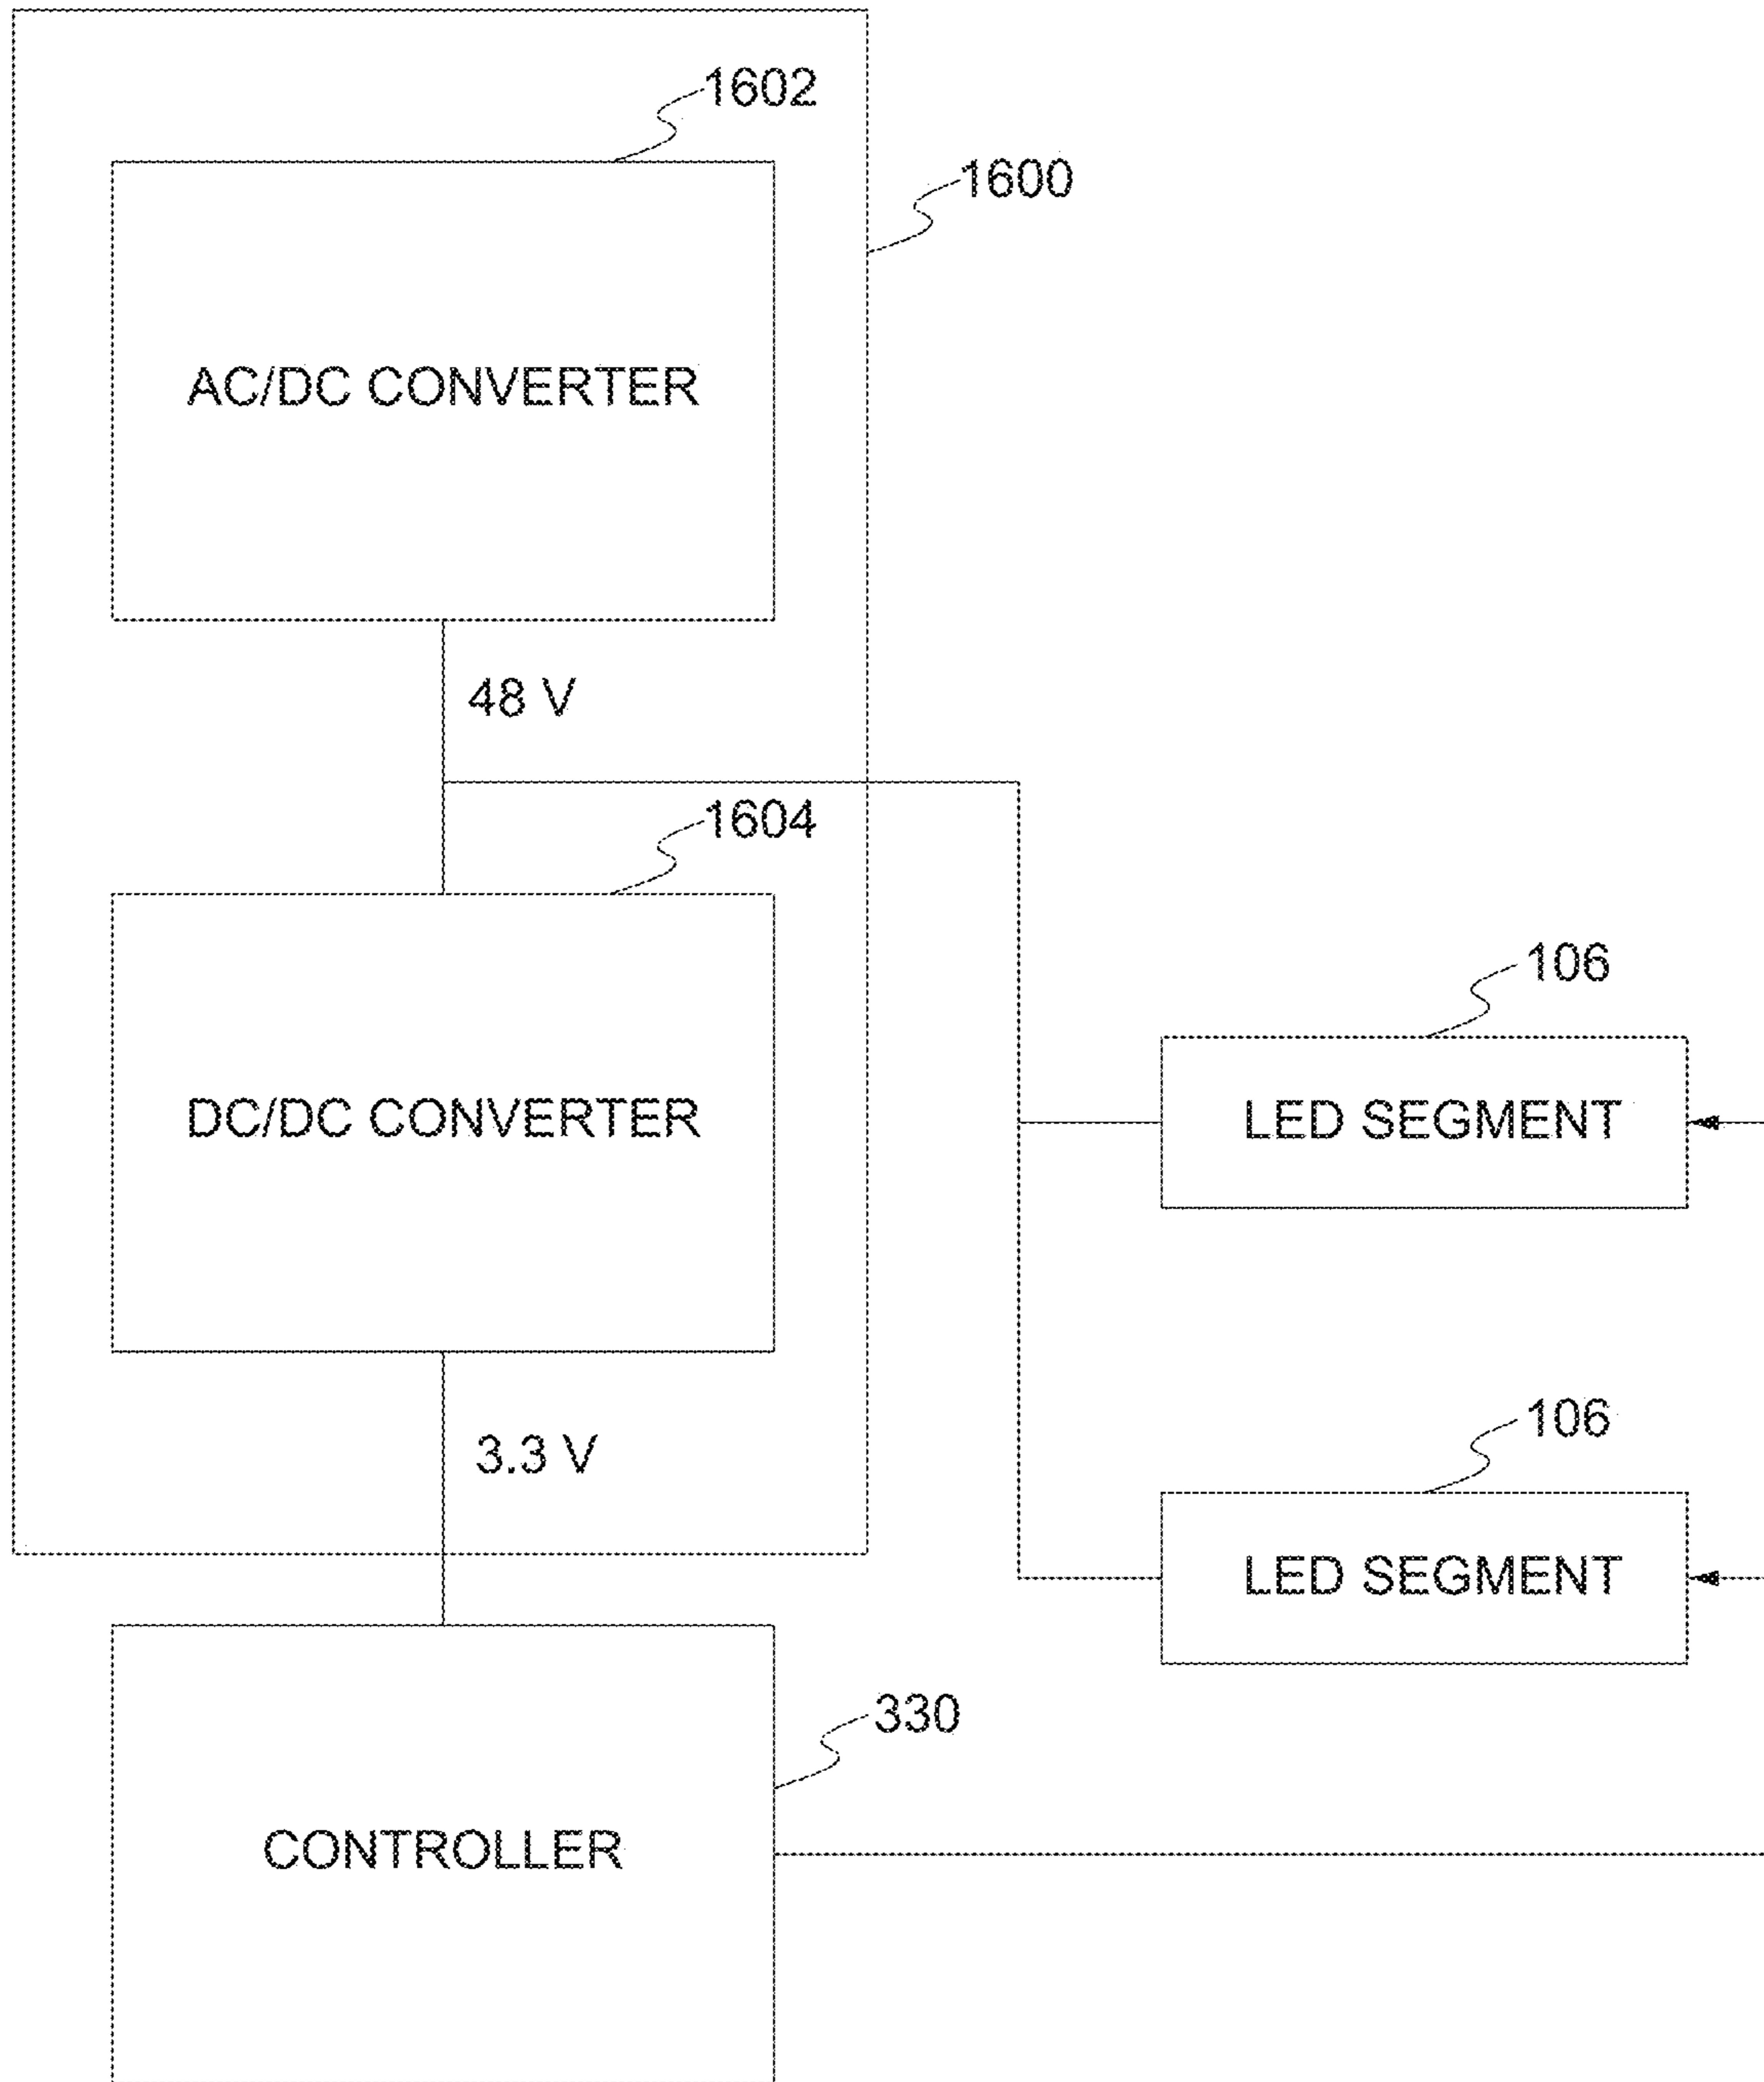 1602
1600
AC/DC CONVERTER
48 V
1604
106
DC/DC CONVERTER
LED SEGMENT
106
3.3 V
LED SEGMENT
330
CONTROLLER